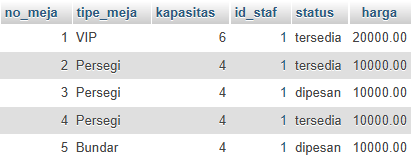 no_meja tipe_meja kapasitas id_staf status harga
1 VIP 6 1 tersedia 20000.00
2 Persegi 4 1 tersedia 10000.00
3 Persegi 4 1 dipesan 10000.00
4 Persegi 4 1 tersedia 10000.00
5 Bundar 4 1 dipesan 10000.00